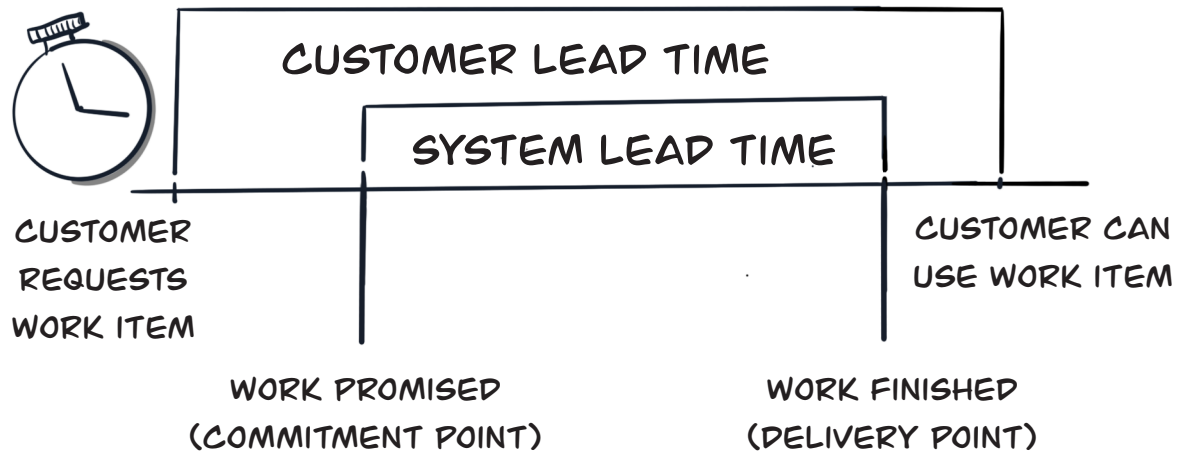 CUSTOMER LEAD TIME
SYSTEM LEAD TIME
CUSTOMER
REQUESTS
WORK ITEM
CUSTOMER CAN
USE WORK ITEM
WORK PROMISED
(COMMITMENT POINT)
WORK FINISHED
(DELIVERY POINT)